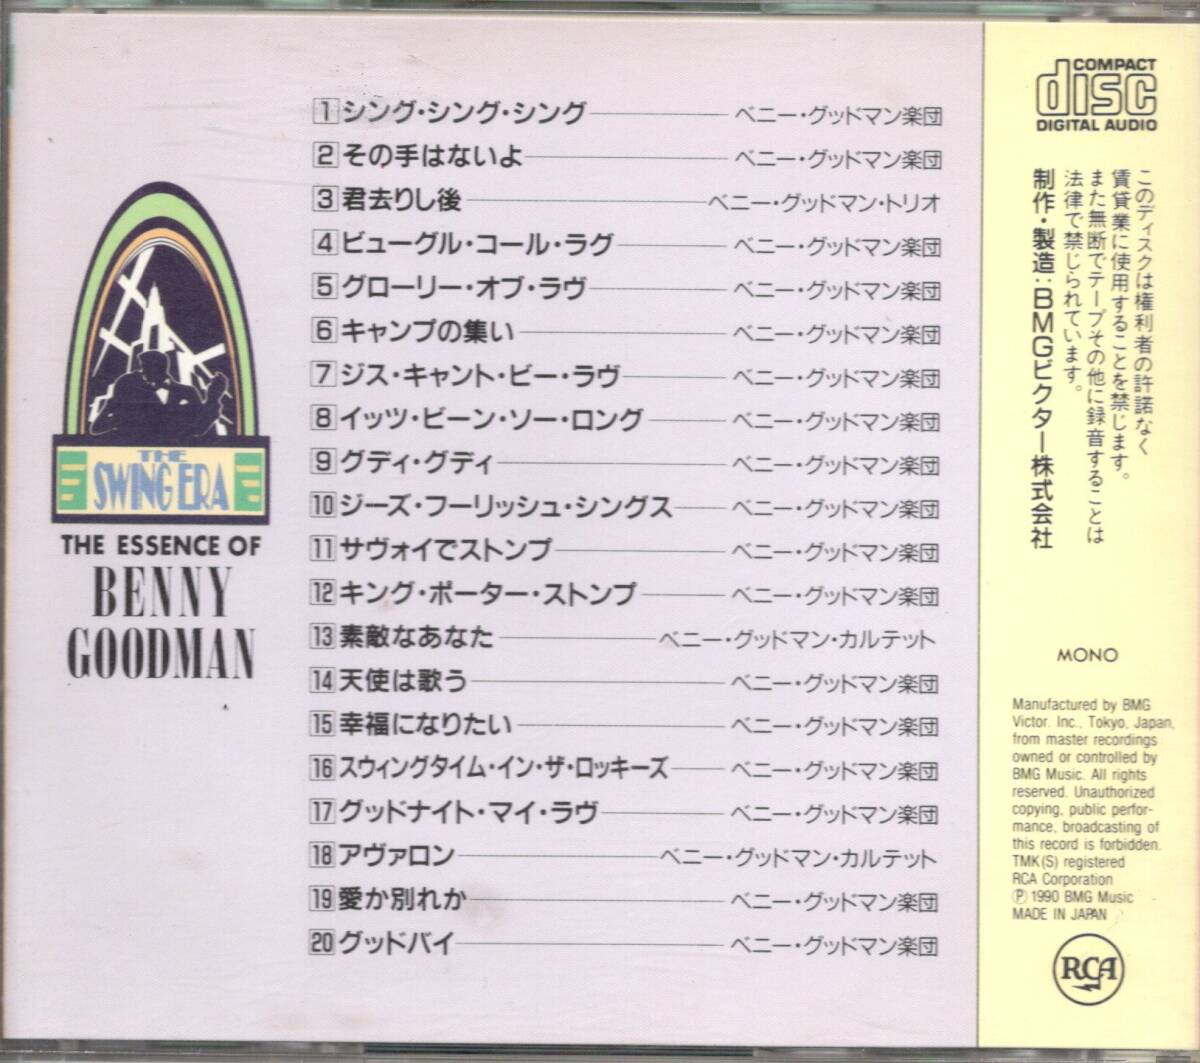 THE
SWING ERA
THE ESSENCE OF
BENNY
GOODMAN
1 シング・シング・シング ベニー・グッドマン楽団
2 その手はないよ ベニー・グッドマン楽団
3 君去りし後 ベニー・グッドマン・トリオ
4 ビューグル・コール・ラグ ベニー・グッドマン楽団
5 グローリー・オブ・ラヴ ベニー・グッドマン楽団
6 キャンプの集い ベニー・グッドマン楽団
7 ジス・キャント・ビー・ラヴ ベニー・グッドマン楽団
8 イッツ・ビーン・ソー・ロング ベニー・グッドマン楽団
9 グディ・グディ ベニー・グッドマン楽団
10 ジーズ・フーリッシュ・シングス ベニー・グッドマン楽団
11 サヴォイでストンプ ベニー・グッドマン楽団
12 キング・ポーター・ストンプ ベニー・グッドマン楽団
13 素敵なあなた ベニー・グッドマン・カルテット
14 天使は歌う ベニー・グッドマン楽団
15 幸福になりたい ベニー・グッドマン楽団
16 スウィングタイム・イン・ザ・ロッキーズ ベニー・グッドマン楽団
17 グッドナイト・マイ・ラヴ ベニー・グッドマン楽団
18 アヴァロン ベニー・グッドマン・カルテット
19 愛か別れか ベニー・グッドマン楽団
20 グッドバイ ベニー・グッドマン楽団
COMPACT
disc
DIGITAL AUDIO
このディスクは権利者の許諾なく
賃貸業に使用することを禁じます。
また無断でテープその他に録音することは
法律で禁じられています。
制作・製造:BMGビクター株式会社
MONO
Manufactured by BMG
Victor. Inc., Tokyo, Japan,
from master recordings
owned or controlled by
BMG Music. All rights
reserved. Unauthorized
copying, public perfor-
mance, broadcasting of
this record is forbidden.
TMK(S) registered
RCA Corporation
Ⓟ 1990 BMG Music
MADE IN JAPAN
RCA